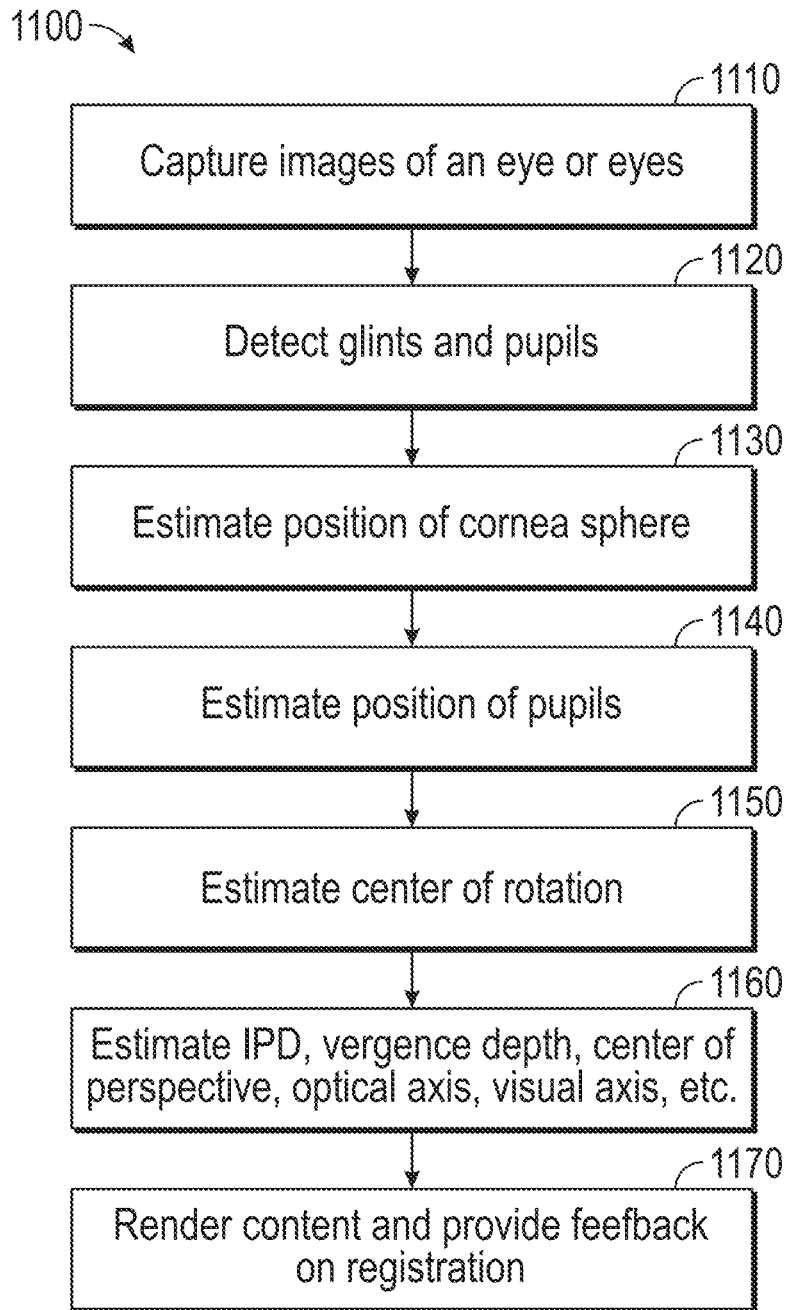 1100
1110
Capture images of an eye or eyes
1120
Detect glints and pupils
1130
Estimate position of cornea sphere
1140
Estimate position of pupils
1150
Estimate center of rotation
1160
Estimate IPD, vergence depth, center of
perspective, optical axis, visual axis, etc.
1170
Render content and provide feefback
on registration